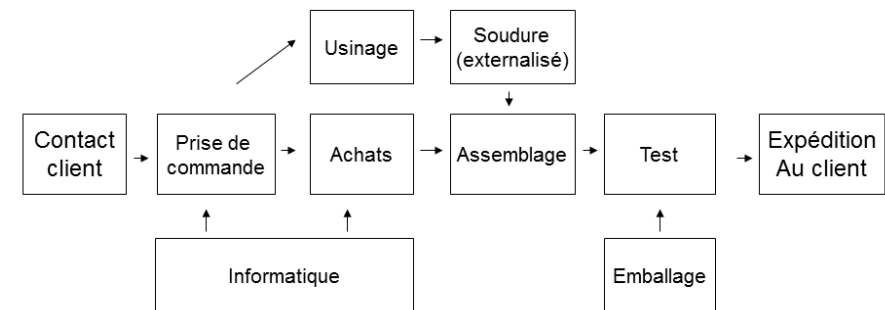 Usinage
Soudure
(externalisé)
Contact
client
Prise de
commande
Achats
Assemblage
Test
Expédition
Au client
Informatique
Emballage